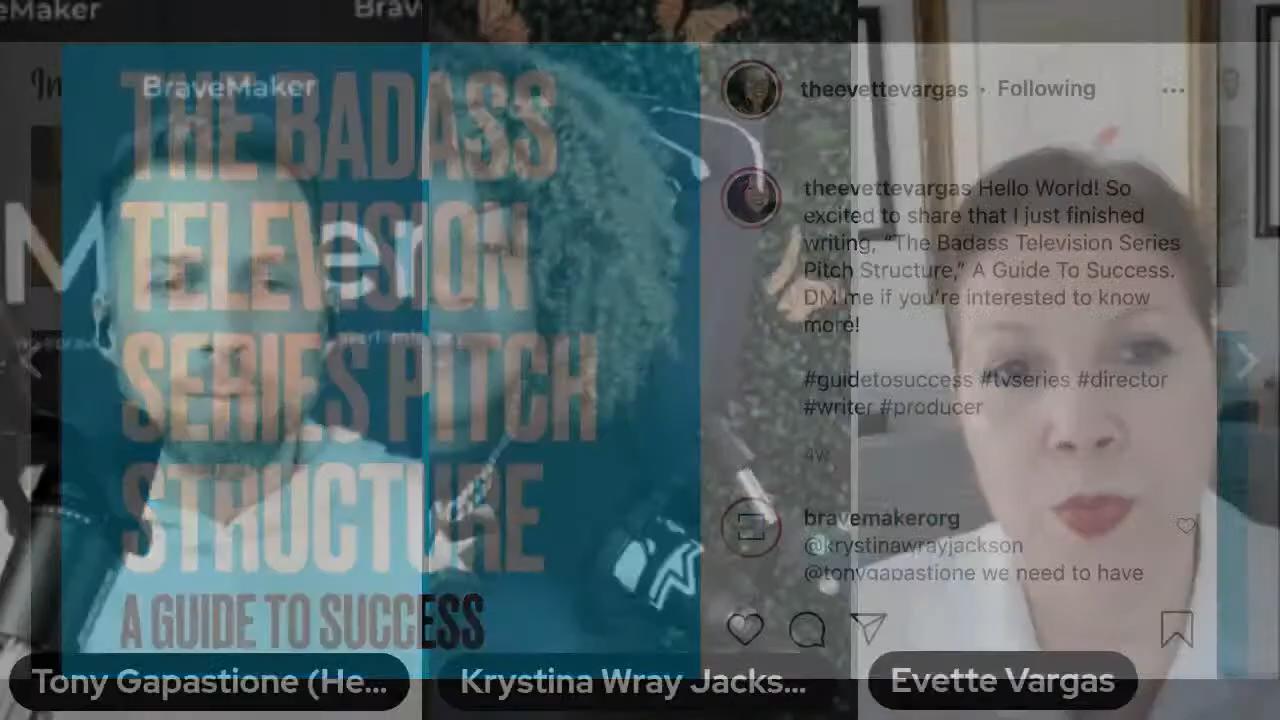 eMaker
Brav
In
BraveMaker
THE BADASS
TELEVISION
SERIES PITCH
STRUCTURE
A GUIDE TO SUCCESS
M
er
theevettevargas · Following
theevettevargas Hello World! So
excited to share that I just finished
writing, “The Badass Television Series
Pitch Structure,” A Guide To Success.
DM me if you're interested to know
more!
#guidetosuccess #tvseries #director
#writer #producer
4w
bravemakerorg
@krystinawrayjackson
@tonygapastione we need to have
Tony Gapastione (He...
Krystina Wray Jacks...
Evette Vargas